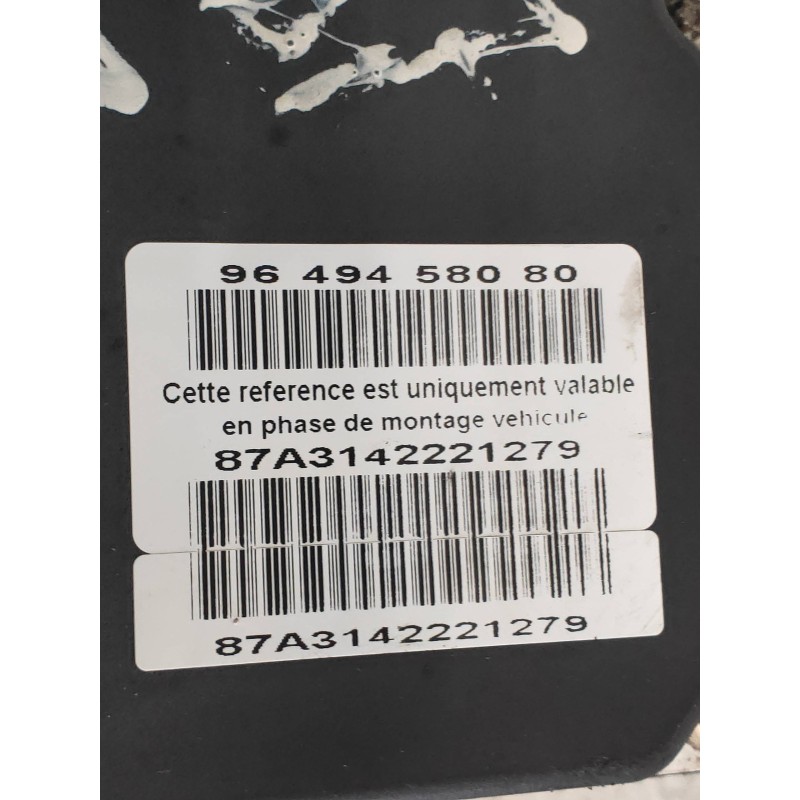 96 494 580 80
Cette reference est uniquement valable
en phase de montage vehicule
87A3142221279
87A3142221279